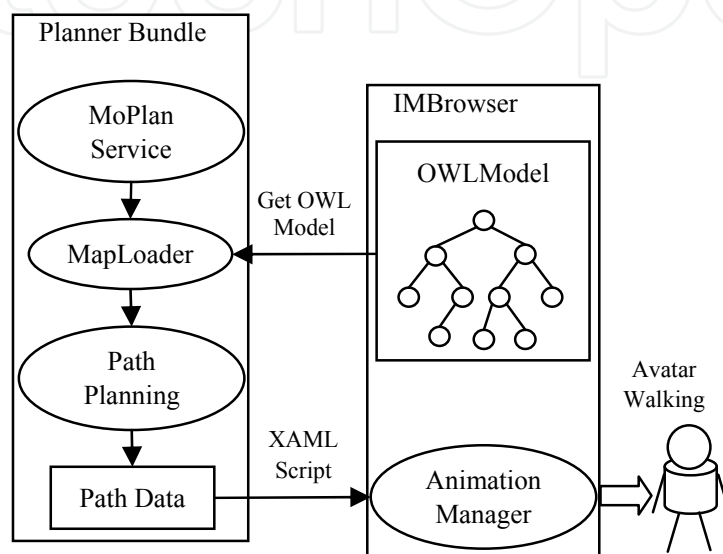 Planner Bundle
MoPlan
Service
MapLoader
Path
Planning
Path Data
Get OWL
Model
XAML
Script
IMBrowser
OWLModel
Animation
Manager
Avatar
Walking